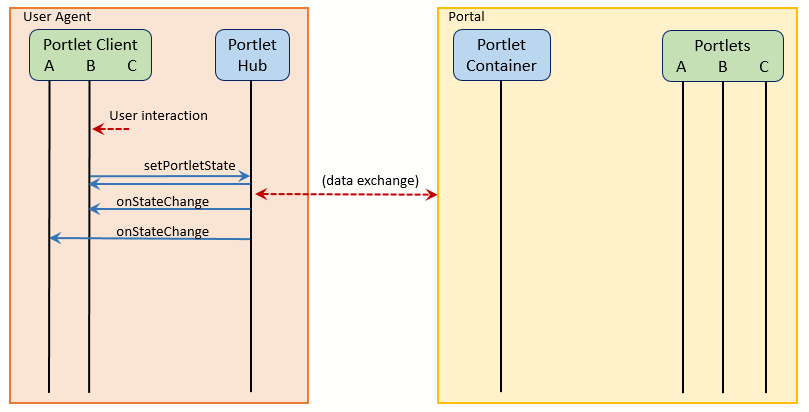 User Agent
Portal
Portlet Client
A B C
Portlet
Hub
Portlet
Container
Portlets
A B C
User interaction
setPortletState
(data exchange)
onStateChange
onStateChange